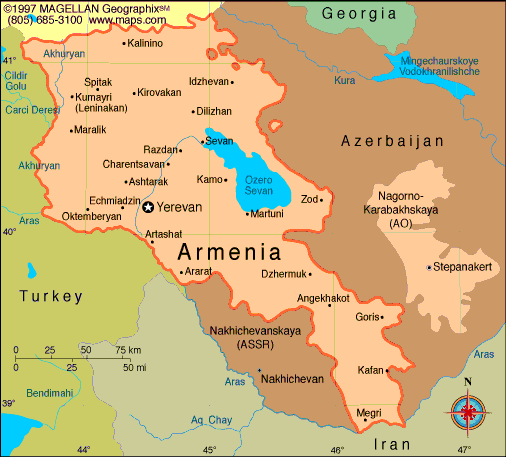 ©1997 MAGELLAN Geographix℠
(805) 685-3100 www.maps.com
Georgia
Kalinino
41°
Akhuryan
Mingechaurskoye
Vodokhranilishche
Kura
Cildir
Golu
Spitak
Idzhevan
Kumayri
(Leninakan)
Kirovakan
Carci Deresi
Dilizhan
Maralik
Sevan
Azerbaijan
Razdan
Akhuryan
Charentsavan
Ashtarak
Kamo
Ozero
Sevan
Nagorno-
Karabakhskaya
(AO)
Echmiadzin
Yerevan
Zod
Oktemberyan
Martuni
Aras
40°
Artashat
Armenia
Ararat
Dzhermuk
Stepanakert
Turkey
Angekhakot
Goris
Nakhichevanskaya
(ASSR)
0 25 50 75 km
0 25 50 mi
Aras
Nakhichevan
Kafan
Aras
Bendimahi
N
39°
Aq. Chay
Megri
Iran
44°
45°
46°
47°